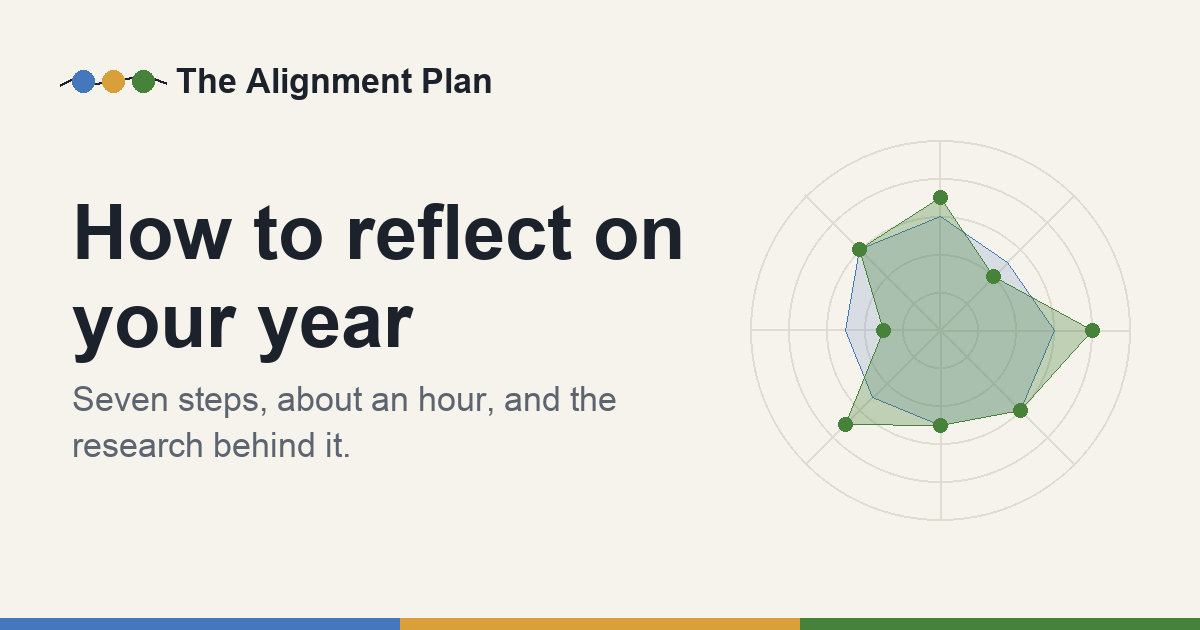 The Alignment Plan
How to reflect on
your year
Seven steps, about an hour, and the
research behind it.